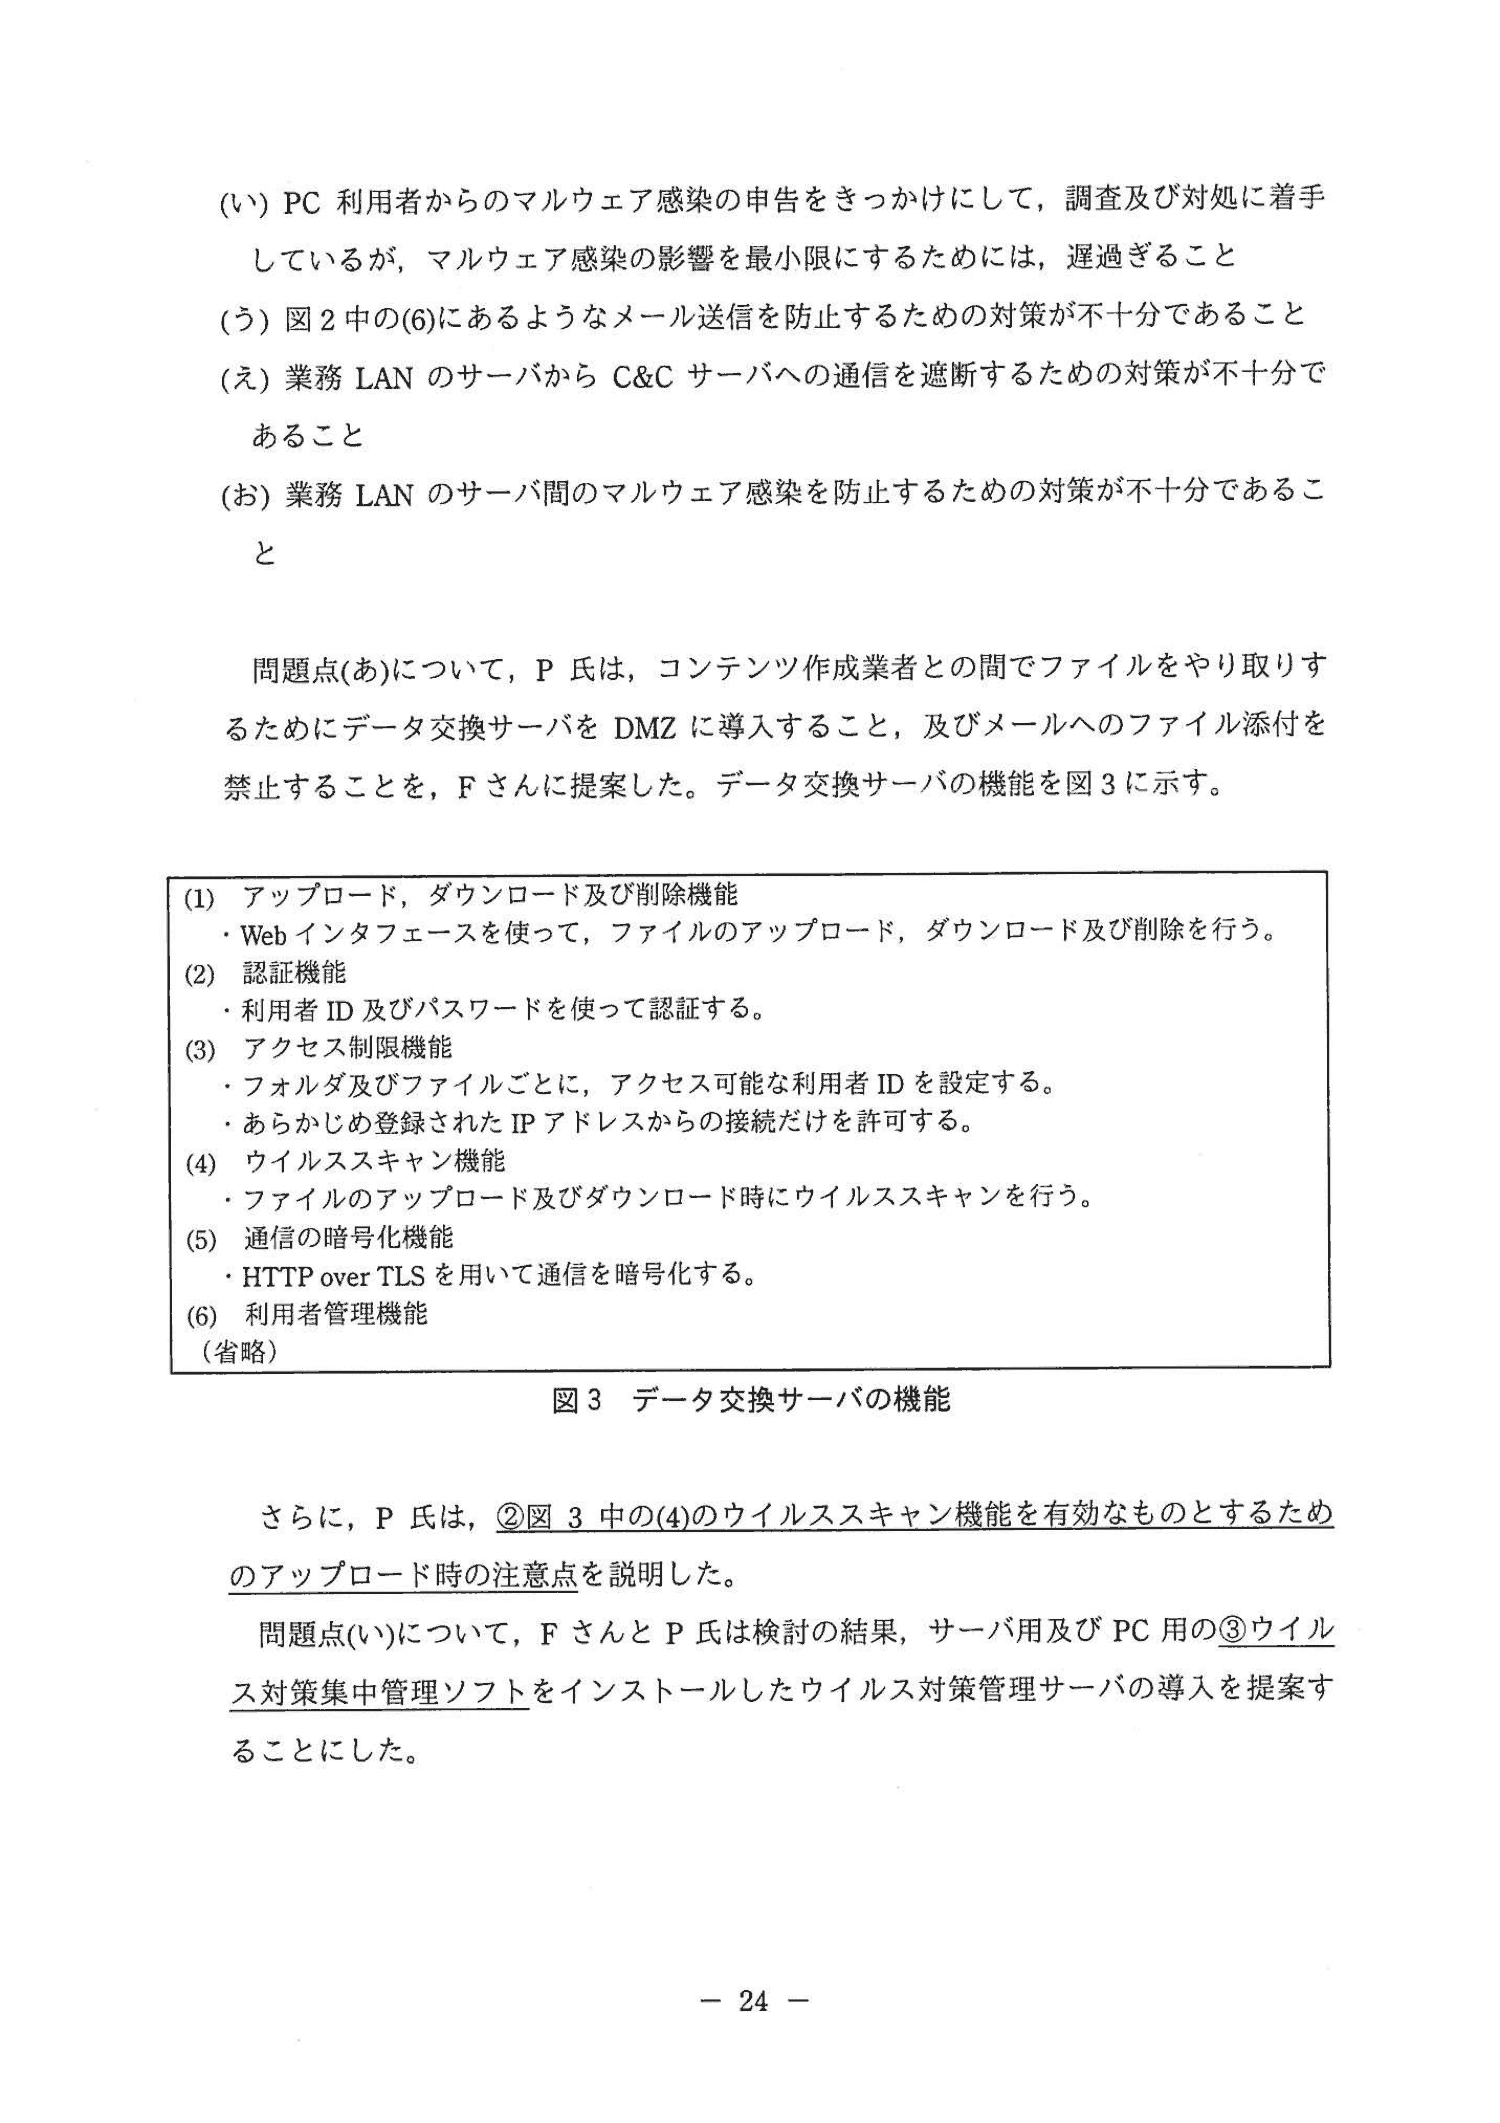 (い) PC 利用者からのマルウェア感染の申告をきっかけにして，調査及び対処に着手
しているが，マルウェア感染の影響を最小限にするためには，遅過ぎること
(う) 図 2 中の(6)にあるようなメール送信を防止するための対策が不十分であること
(え) 業務 LAN のサーバから C&C サーバへの通信を遮断するための対策が不十分で
あること
(お) 業務 LAN のサーバ間のマルウェア感染を防止するための対策が不十分であるこ
と
問題点(あ)について，P 氏は，コンテンツ作成業者との間でファイルをやり取りす
るためにデータ交換サーバを DMZ に導入すること，及びメールへのファイル添付を
禁止することを，F さんに提案した。データ交換サーバの機能を図 3 に示す。
(1) アップロード，ダウンロード及び削除機能
・Web インタフェースを使って，ファイルのアップロード，ダウンロード及び削除を行う。
(2) 認証機能
・利用者 ID 及びパスワードを使って認証する。
(3) アクセス制限機能
・フォルダ及びファイルごとに，アクセス可能な利用者 ID を設定する。
・あらかじめ登録された IP アドレスからの接続だけを許可する。
(4) ウイルススキャン機能
・ファイルのアップロード及びダウンロード時にウイルススキャンを行う。
(5) 通信の暗号化機能
・HTTP over TLS を用いて通信を暗号化する。
(6) 利用者管理機能
（省略）
図 3 データ交換サーバの機能
さらに，P 氏は，②図 3 中の(4)のウイルススキャン機能を有効なものとするため
のアップロード時の注意点を説明した。
問題点(い)について，F さんと P 氏は検討の結果，サーバ用及び PC 用の③ウイル
ス対策集中管理ソフトをインストールしたウイルス対策管理サーバの導入を提案す
ることにした。
－ 24 －